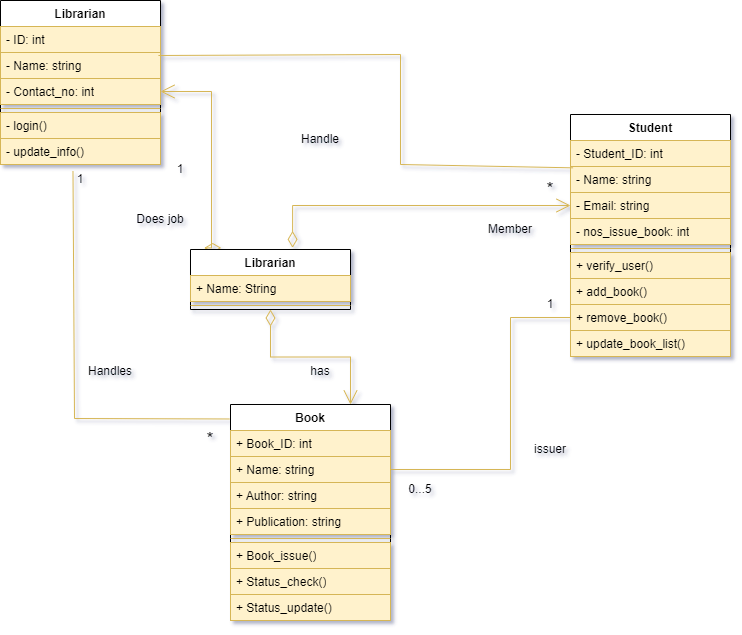 Librarian
- ID: int
- Name: string
- Contact_no: int
- login()
- update_info()
Handle
Student
- Student_ID: int
- Name: string
- Email: string
- nos_issue_book: int
+ verify_user()
+ add_book()
+ remove_book()
+ update_book_list()
1
1
*
Does job
Member
Librarian
+ Name: String
1
Handles
has
*
issuer
0...5
Book
+ Book_ID: int
+ Name: string
+ Author: string
+ Publication: string
+ Book_issue()
+ Status_check()
+ Status_update()